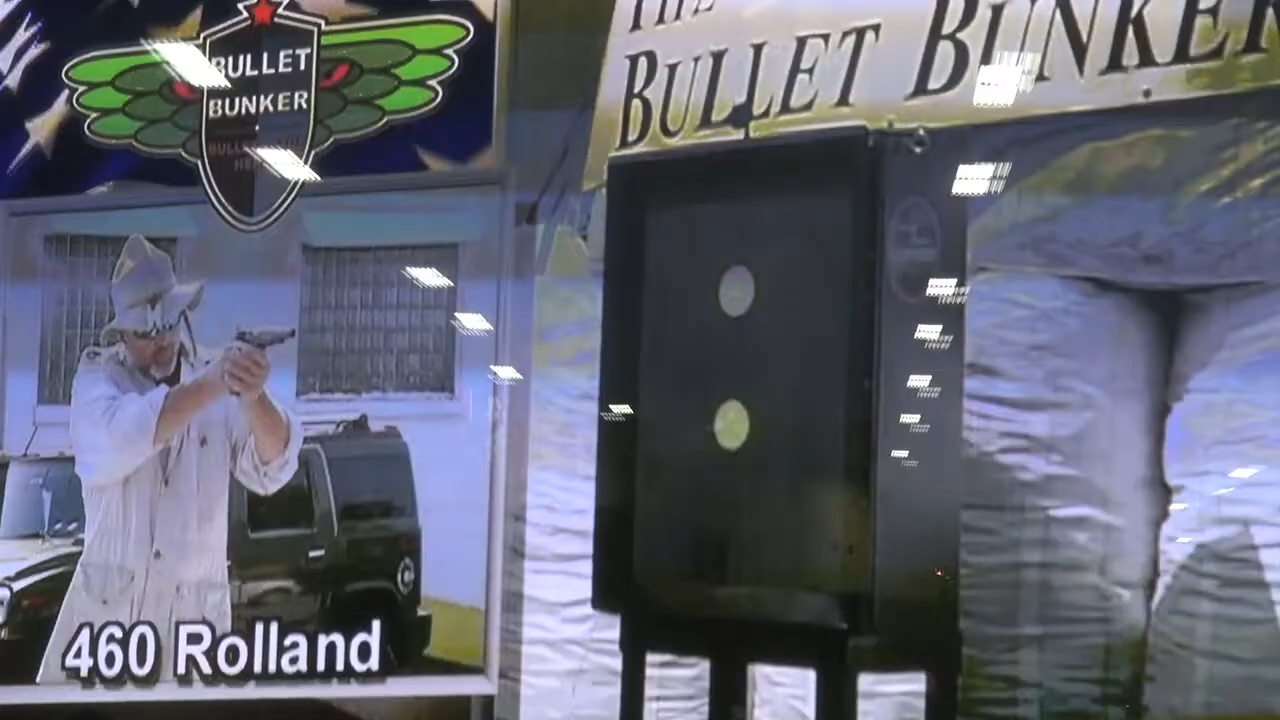 BULLET
BUNKER
460 Rolland
THE
BULLET BUNKER